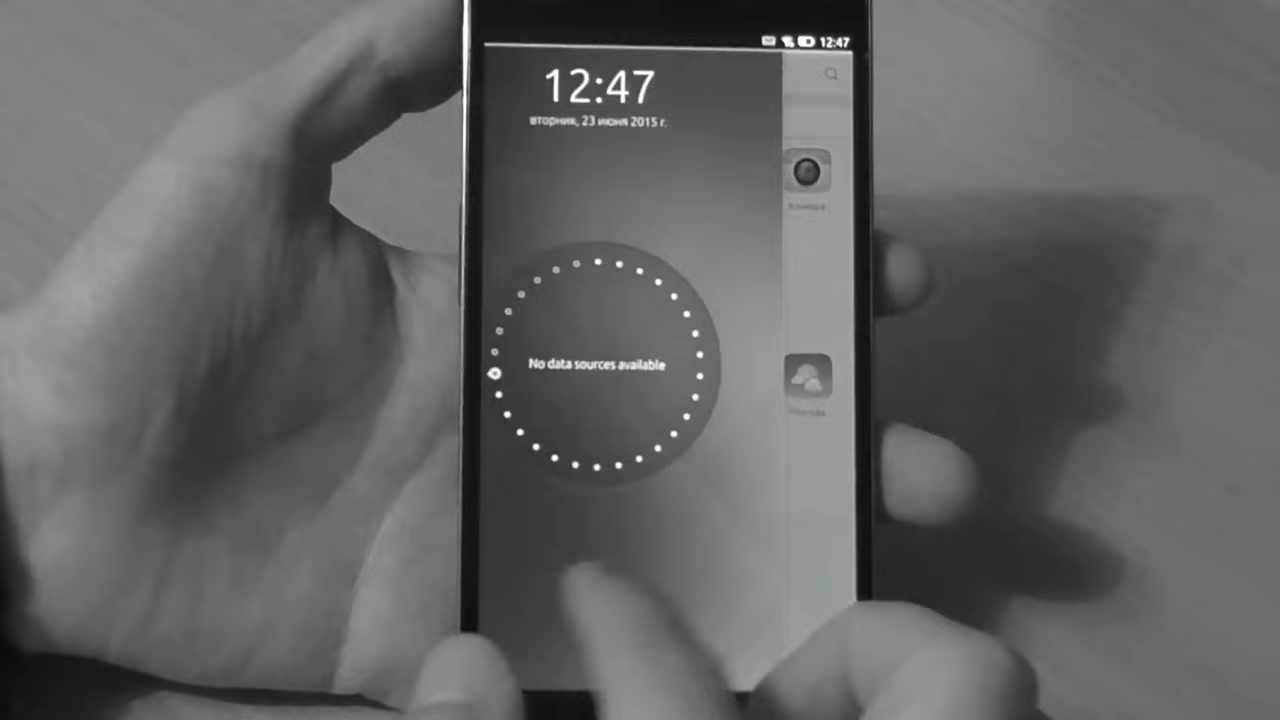 12:47
12:47
вторник, 23 июня 2015 г.
No data sources available